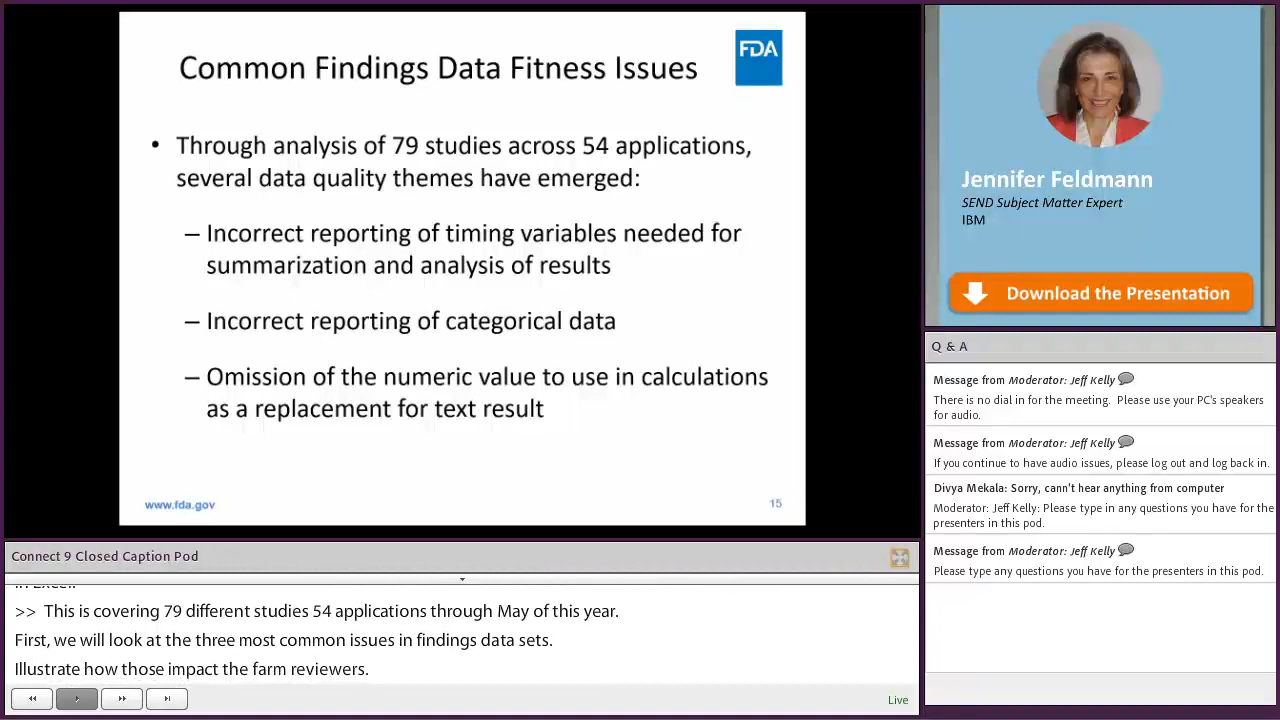 Common Findings Data Fitness Issues
FDA
• Through analysis of 79 studies across 54 applications,
several data quality themes have emerged:
– Incorrect reporting of timing variables needed for
summarization and analysis of results
– Incorrect reporting of categorical data
– Omission of the numeric value to use in calculations
as a replacement for text result
www.fda.gov
15
Jennifer Feldmann
SEND Subject Matter Expert
IBM
Download the Presentation
Q & A
Message from Moderator: Jeff Kelly
There is no dial in for the meeting. Please use your PC's speakers
for audio.
Message from Moderator: Jeff Kelly
If you continue to have audio issues, please log out and log back in.
Divya Mekala: Sorry, cann't hear anything from computer
Moderator: Jeff Kelly: Please type in any questions you have for the
presenters in this pod.
Message from Moderator: Jeff Kelly
Please type any questions you have for the presenters in this pod.
Connect 9 Closed Caption Pod
>> This is covering 79 different studies 54 applications through May of this year.
First, we will look at the three most common issues in findings data sets.
Illustrate how those impact the farm reviewers.
Live